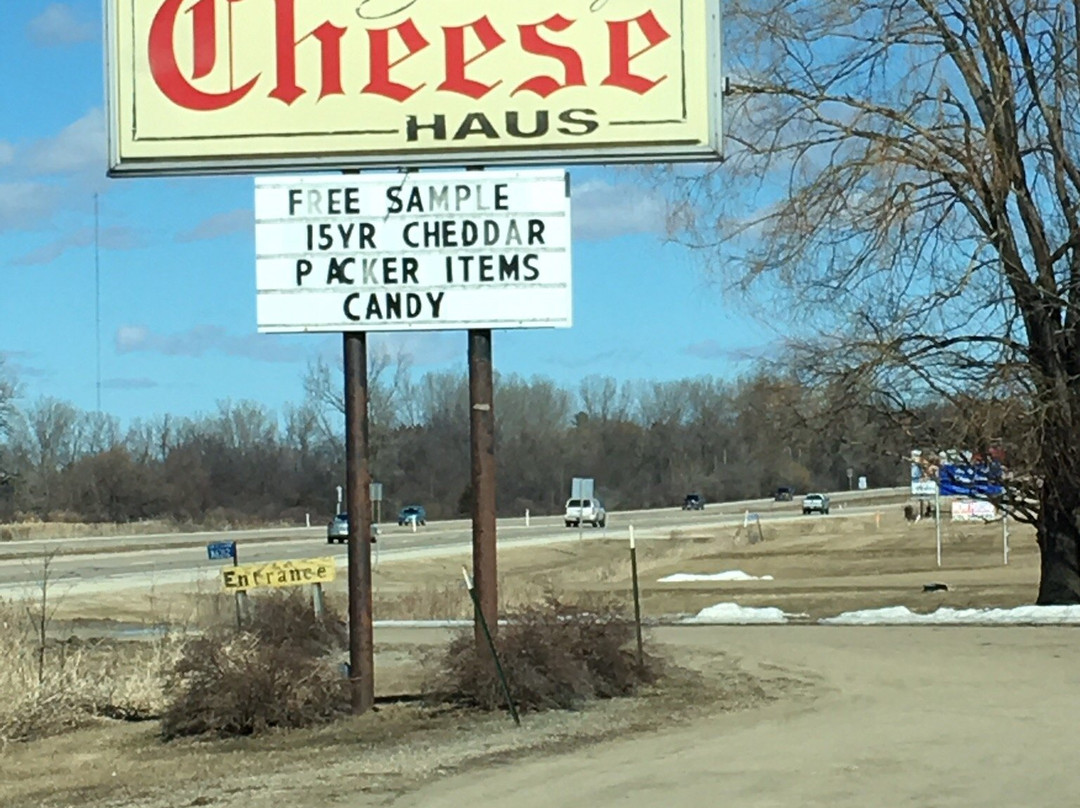 Cheese
HAUS
FREE SAMPLE
15YR CHEDDAR
PACKER ITEMS
CANDY
Entrance